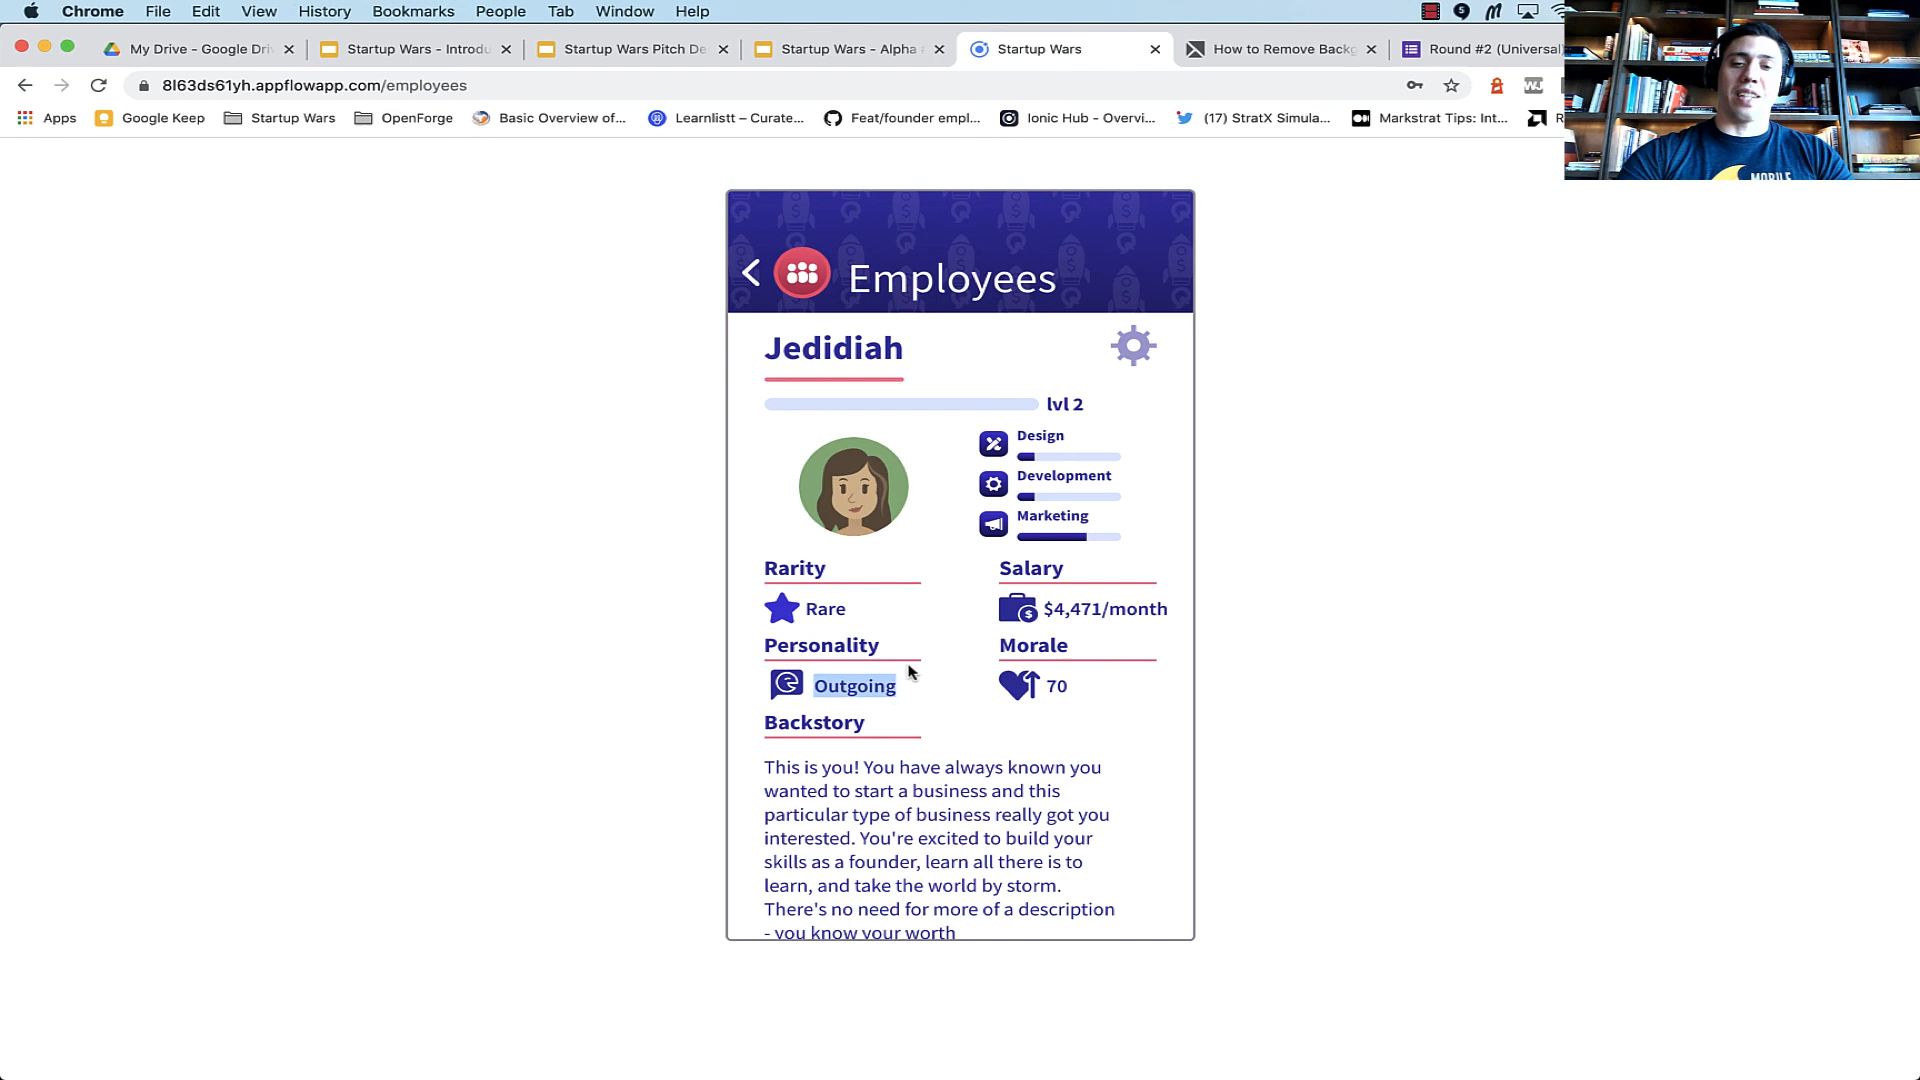 Chrome File Edit View History Bookmarks People Tab Window Help
My Drive - Google Dri
Startup Wars - Introdu
Startup Wars Pitch De
Startup Wars - Alpha
Startup Wars
How to Remove Backg
Round #2 (Universal
8l63ds61yh.appflowapp.com/employees
Apps
Google Keep
Startup Wars
OpenForge
Basic Overview of...
Learnlistt – Curate...
Feat/founder empl...
Ionic Hub - Overvi...
(17) StratX Simula...
Markstrat Tips: Int...
R
MOBILE
Employees
Jedidiah
lvl 2
Design
Development
Marketing
Rarity
Rare
Salary
$4,471/month
Personality
Outgoing
Morale
70
Backstory
This is you! You have always known you
wanted to start a business and this
particular type of business really got you
interested. You're excited to build your
skills as a founder, learn all there is to
learn, and take the world by storm.
There's no need for more of a description
- you know your worth